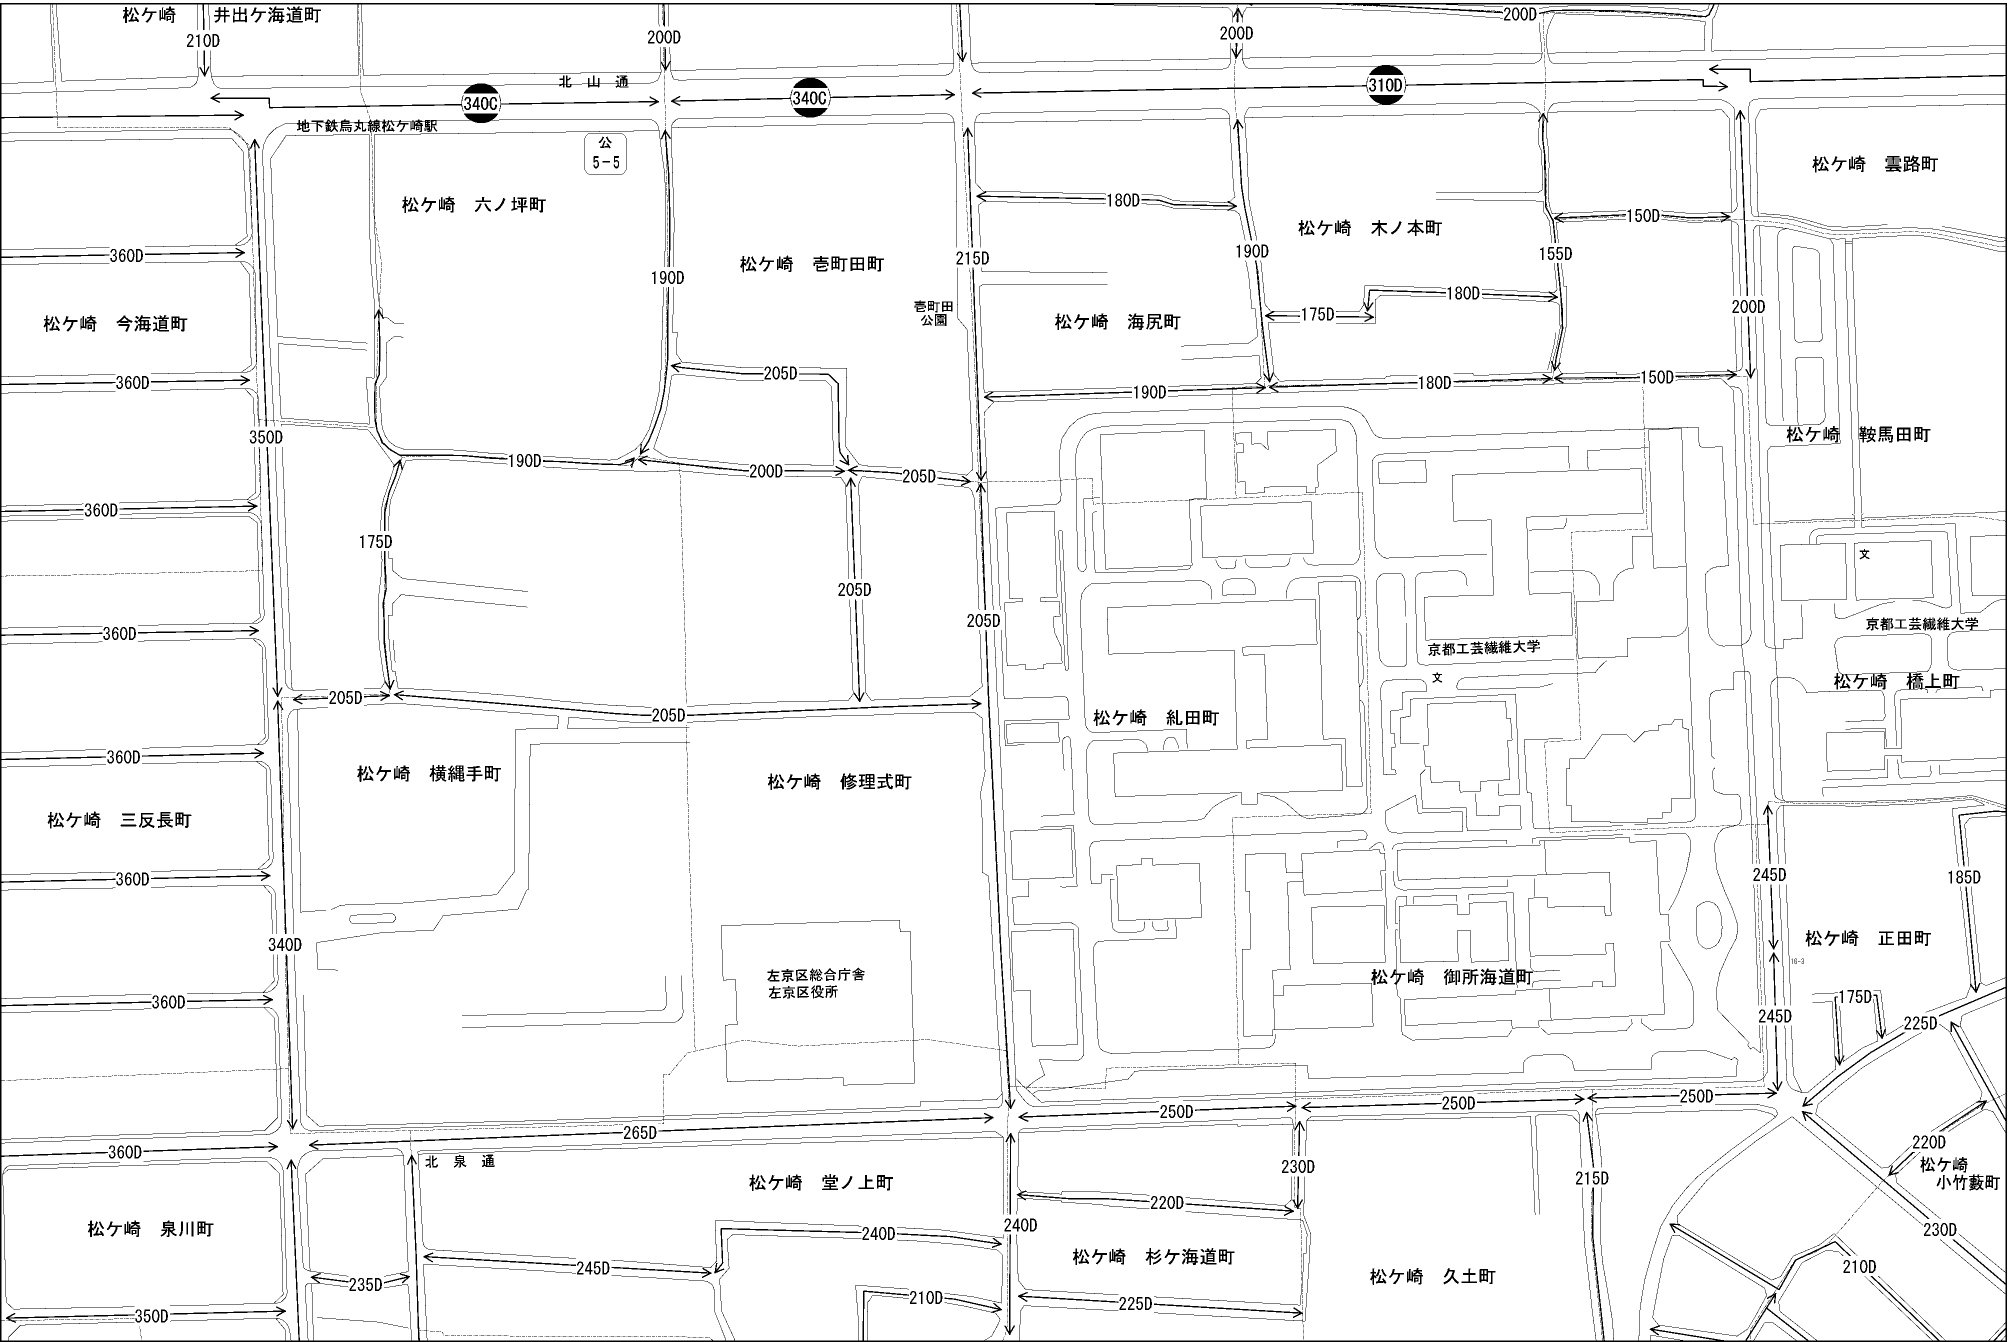 松ケ崎　井出ケ海道町
210D
200D
200D
200D
北　山　通
340C
340C
310D
地下鉄烏丸線松ケ崎駅
公
5-5
松ケ崎　雲路町
松ケ崎　六ノ坪町
180D
150D
松ケ崎　木ノ本町
360D
190D
松ケ崎　壱町田町
215D
190D
155D
壱町田
公園
180D
200D
175D
松ケ崎　今海道町
松ケ崎　海尻町
360D
205D
190D
180D
150D
350D
松ケ崎　鞍馬田町
190D
200D
205D
360D
175D
文
205D
205D
京都工芸繊維大学
360D
京都工芸繊維大学
文
松ケ崎　橋上町
205D
205D
松ケ崎　糺田町
360D
松ケ崎　横縄手町
松ケ崎　修理式町
松ケ崎　三反長町
360D
245D
185D
340D
松ケ崎　正田町
16-3
左京区総合庁舎
左京区役所
松ケ崎　御所海道町
360D
175D
245D
225D
250D
250D
250D
265D
360D
北　泉　通
230D
220D
松ケ崎
小竹藪町
215D
松ケ崎　堂ノ上町
220D
松ケ崎　泉川町
240D
240D
230D
松ケ崎　杉ケ海道町
245D
235D
松ケ崎　久土町
210D
210D
225D
350D